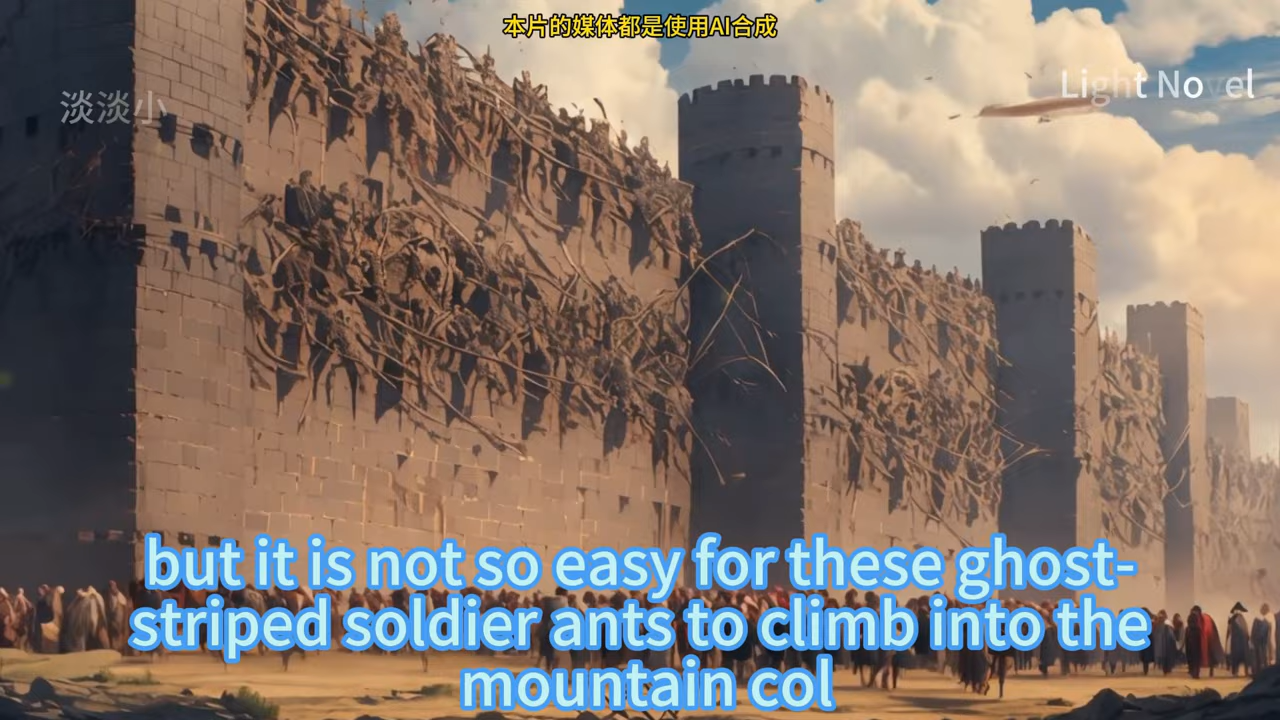 本片的媒体都是使用AI合成
Light Novel
淡淡小
but it is not so easy for these ghost-
striped soldier ants to climb into the
mountain col